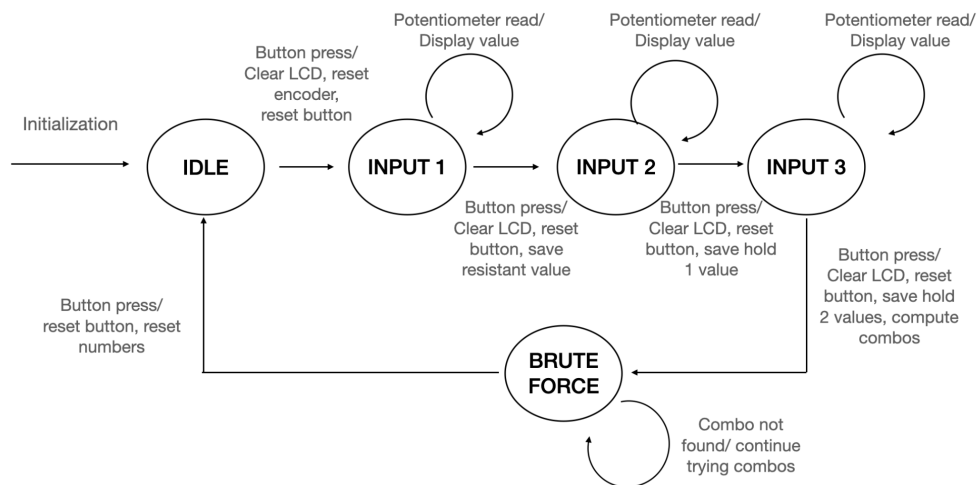 Potentiometer read/
Display value
Potentiometer read/
Display value
Potentiometer read/
Display value
Button press/
Clear LCD, reset
encoder,
reset button
Initialization
IDLE
INPUT 1
INPUT 2
INPUT 3
Button press/
Clear LCD, reset
button, save
resistant value
Button press/
Clear LCD, reset
button, save hold
1 value
Button press/
Clear LCD, reset
button, save hold
2 values, compute
combos
Button press/
reset button, reset
numbers
BRUTE
FORCE
Combo not
found/ continue
trying combos